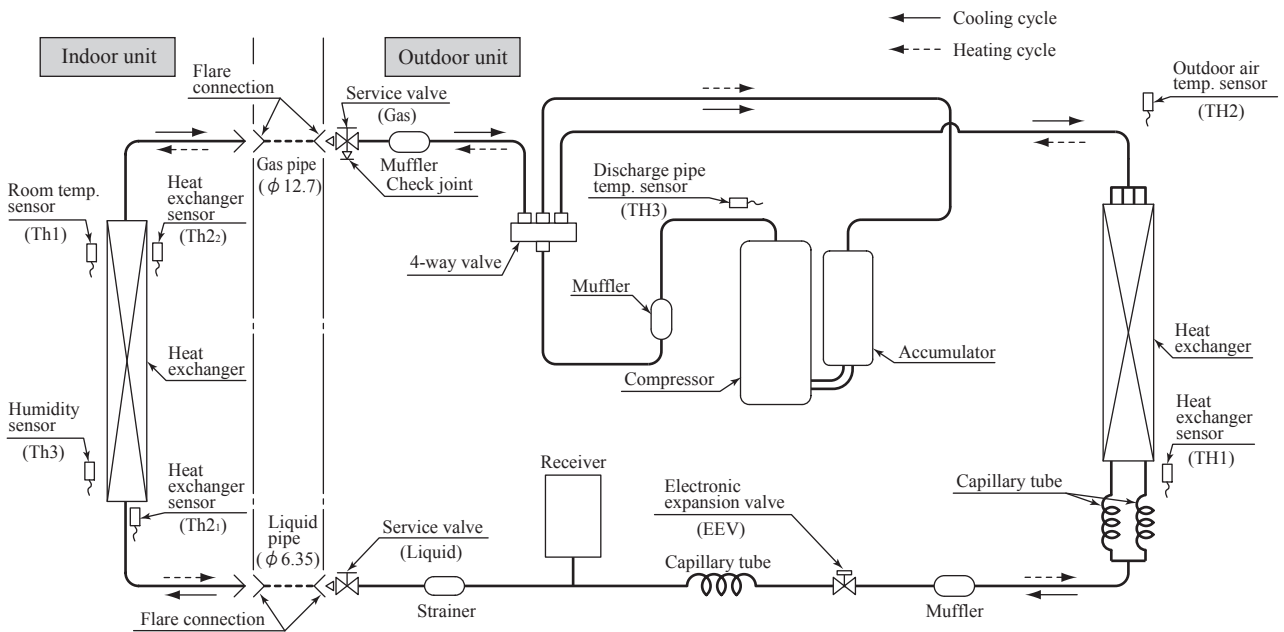 Cooling cycle
Heating cycle
Indoor unit
Outdoor unit
Flare
connection
Service valve
(Gas)
Outdoor air
temp. sensor
(TH2)
Gas pipe
(ϕ 12.7)
Muffler
Check joint
Discharge pipe
temp. sensor
(TH3)
Room temp.
sensor
(Th1)
Heat
exchanger
sensor
(Th2₂)
4-way valve
Muffler
Heat
exchanger
Compressor
Accumulator
Heat
exchanger
Humidity
sensor
(Th3)
Heat
exchanger
sensor
(TH1)
Heat
exchanger
sensor
(Th2₁)
Receiver
Electronic
expansion valve
(EEV)
Capillary tube
Liquid
pipe
(ϕ 6.35)
Service valve
(Liquid)
Capillary tube
Flare connection
Strainer
Muffler